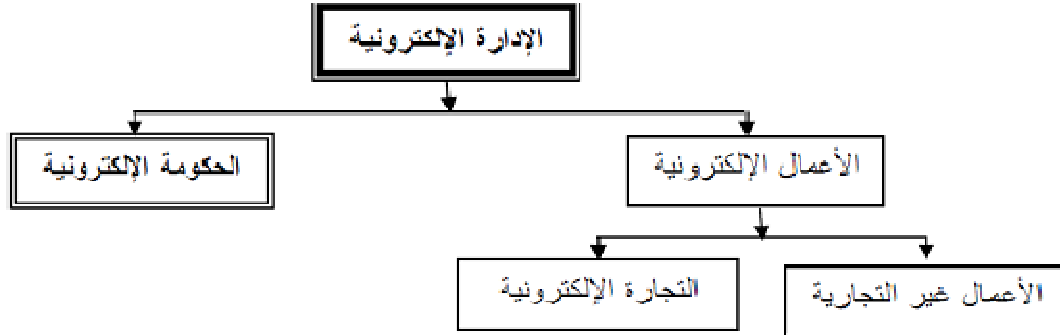 الإدارة الإلكترونية
الأعمال الإلكترونية
الحكومة الإلكترونية
الأعمال غير التجارية
التجارة الإلكترونية